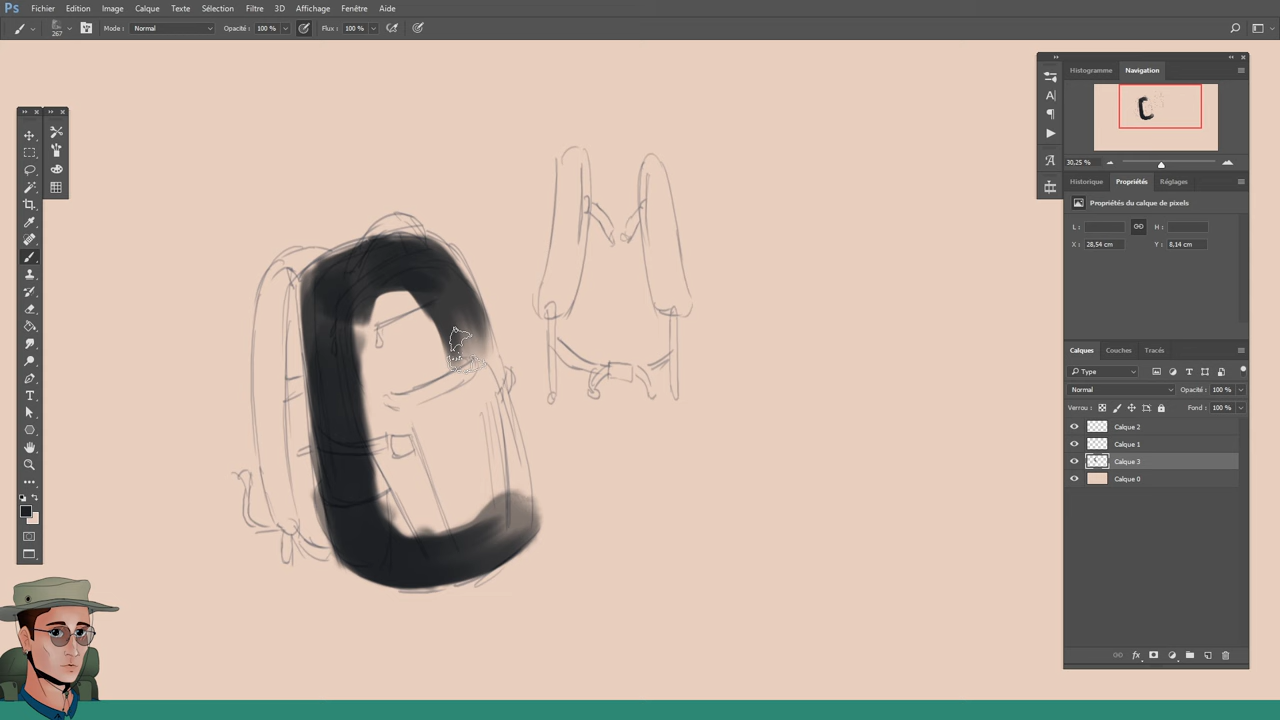 Ps Fichier Edition Image Calque Texte Sélection Filtre 3D Affichage Fenêtre Aide
267 Mode : Normal Opacité : 100 % Flux : 100 %
Histogramme Navigation
30,25 %
Historique Propriétés Réglages
Propriétés du calque de pixels
L : H :
X : 28,54 cm Y : 8,14 cm
Calques Couches Tracés
Type
Normal Opacité : 100 %
Verrou : Fond : 100 %
Calque 2
Calque 1
Calque 3
Calque 0